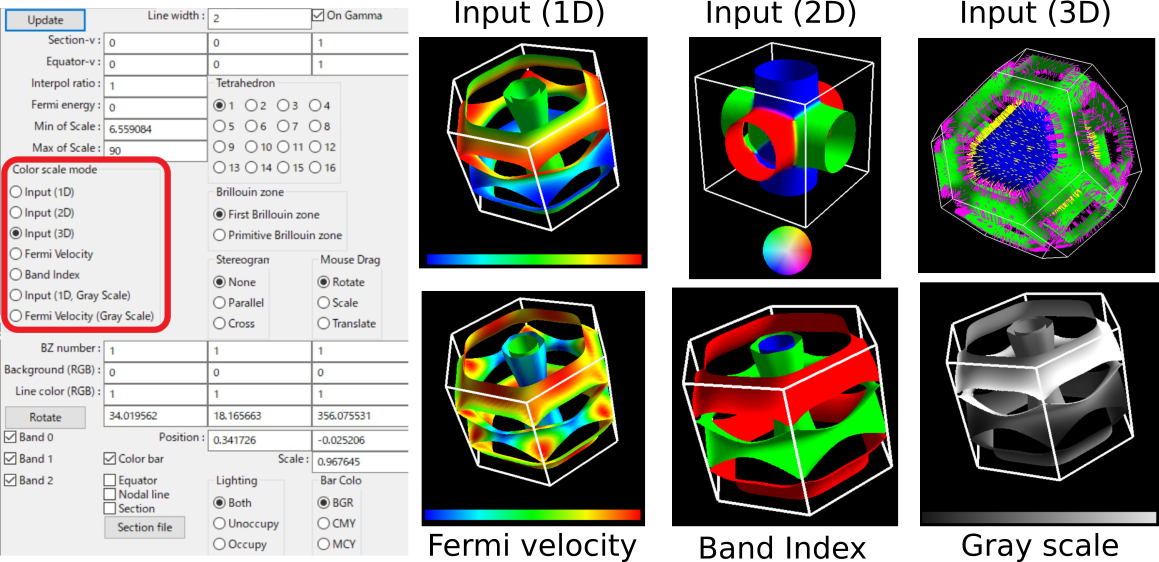 Update
Line width : 2
On Gamma
Section-v : 0 0 1
Equator-v : 0 0 1
Interpol ratio : 1
Fermi energy : 0
Min of Scale : 6.559084
Max of Scale : 90
Tetrahedron
1 2 3 4
5 6 7 8
9 10 11 12
13 14 15 16
Color scale mode
Input (1D)
Input (2D)
Input (3D)
Fermi Velocity
Band Index
Input (1D, Gray Scale)
Fermi Velocity (Gray Scale)
Brillouin zone
First Brillouin zone
Primitive Brillouin zone
Stereogran
None
Parallel
Cross
Mouse Drag
Rotate
Scale
Translate
BZ number : 1 1 1
Background (RGB) : 0 0 0
Line color (RGB) : 1 1 1
Rotate 34.019562 18.165663 356.075531
Band 0
Band 1
Band 2
Position : 0.341726 -0.025206
Color bar
Scale : 0.967645
Equator
Nodal line
Section
Section file
Lighting
Both
Unoccupy
Occupy
Bar Colo
BGR
CMY
MCY
Input (1D)
Input (2D)
Input (3D)
Fermi velocity
Band Index
Gray scale